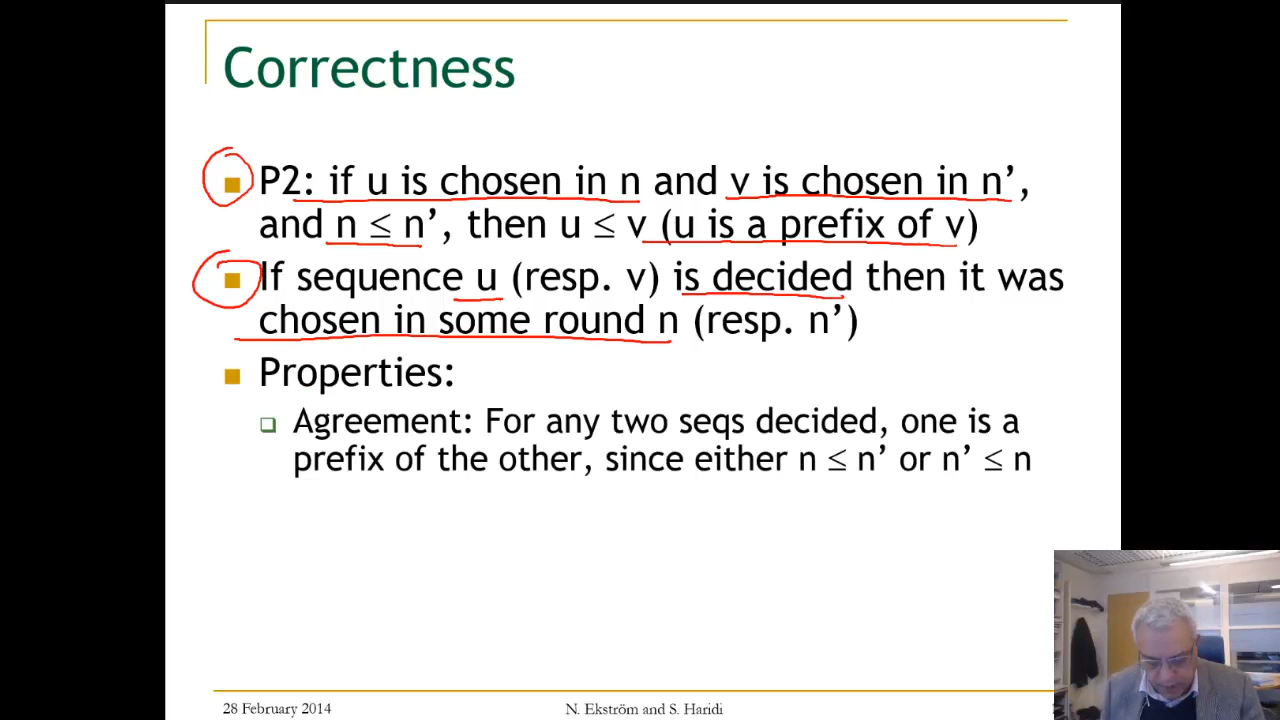 Correctness
P2: if u is chosen in n and v is chosen in n’,
and n ≤ n’, then u ≤ v (u is a prefix of v)
If sequence u (resp. v) is decided then it was
chosen in some round n (resp. n’)
Properties:
Agreement: For any two seqs decided, one is a
prefix of the other, since either n ≤ n’ or n’ ≤ n
28 February 2014
N. Ekström and S. Haridi